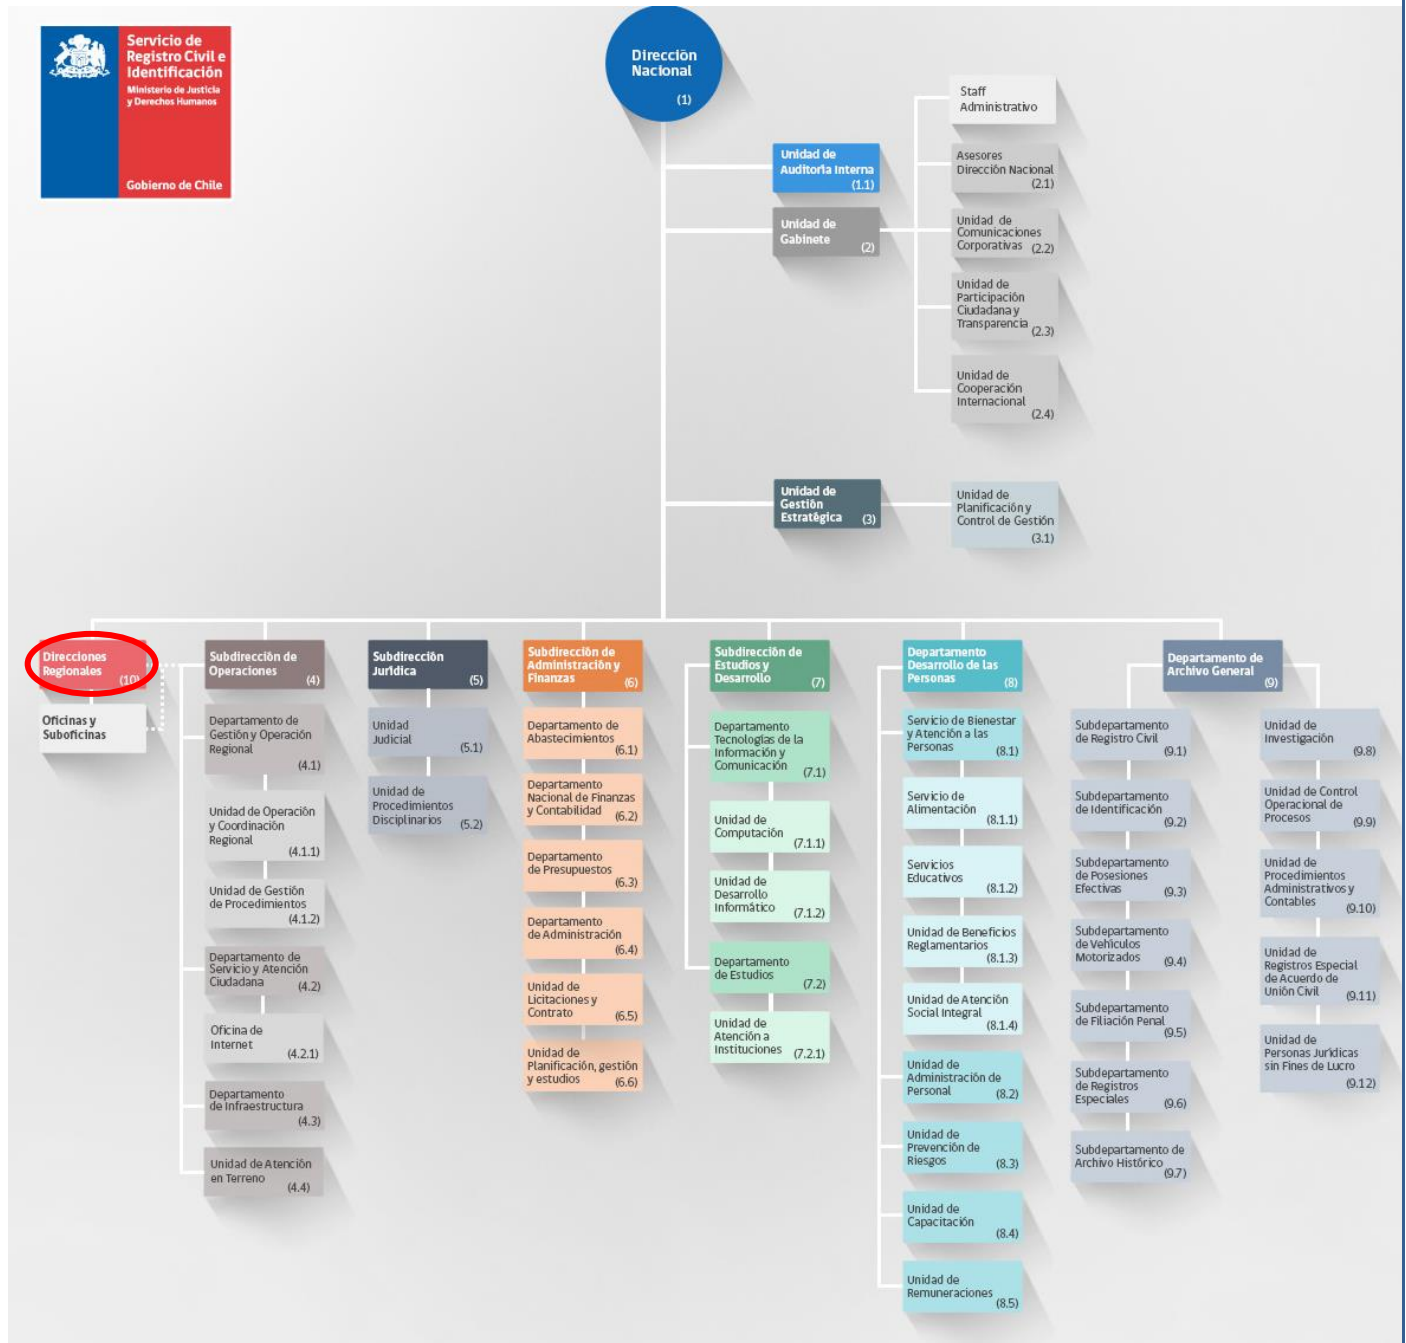 Servicio de
Registro Civil e
Identificación
Ministerio de Justicia
y Derechos Humanos
Gobierno de Chile
Dirección
Nacional
(1)
Staff
Administrativo
Unidad de
Auditoría Interna
(1.1)
Asesores
Dirección Nacional
(2.1)
Unidad de
Gabinete
(2)
Unidad de
Comunicaciones
Corporativas (2.2)
Unidad de
Participación
Ciudadana y
Transparencia
(2.3)
Unidad de
Cooperación
Internacional
(2.4)
Unidad de
Gestión
Estratégica (3)
Unidad de
Planificación y
Control de Gestión
(3.1)
Direcciones
Regionales
(10)
Oficinas y
Suboficinas
Subdirección de
Operaciones (4)
Departamento de
Gestión y Operación
Regional
(4.1)
Unidad de Operación
y Coordinación
Regional
(4.1.1)
Unidad de Gestión
de Procedimientos
(4.1.2)
Departamento de
Servicio y Atención
Ciudadana (4.2)
Oficina de
Internet
(4.2.1)
Departamento
de Infraestructura
(4.3)
Unidad de Atención
en Terreno
(4.4)
Subdirección
Jurídica
(5)
Unidad
Judicial
(5.1)
Unidad de
Procedimientos
Disciplinarios (5.2)
Subdirección de
Administración y
Finanzas (6)
Departamento de
Abastecimientos
(6.1)
Departamento
Nacional de Finanzas
y Contabilidad (6.2)
Departamento
de Presupuestos
(6.3)
Departamento
de Administración
(6.4)
Unidad de
Licitaciones y
Contrato (6.5)
Unidad de
Planificación, gestión
y estudios (6.6)
Subdirección de
Estudios y
Desarrollo (7)
Departamento
Tecnologías de la
Información y
Comunicación (7.1)
Unidad de
Computación
(7.1.1)
Unidad de
Desarrollo
Informático (7.1.2)
Departamento
de Estudios
(7.2)
Unidad de
Atención a
Instituciones (7.2.1)
Departamento
Desarrollo de las
Personas (8)
Servicio de Bienestar
y Atención a las
Personas (8.1)
Servicio de
Alimentación
(8.1.1)
Servicios
Educativos
(8.1.2)
Unidad de Beneficios
Reglamentarios
(8.1.3)
Unidad de Atención
Social Integral
(8.1.4)
Unidad de
Administración de
Personal (8.2)
Unidad de
Prevención de
Riesgos (8.3)
Unidad de
Capacitación
(8.4)
Unidad de
Remuneraciones
(8.5)
Departamento de
Archivo General
(9)
Subdepartamento
de Registro Civil
(9.1)
Subdepartamento
de Identificación
(9.2)
Subdepartamento
de Posesiones
Efectivas (9.3)
Subdepartamento
de Vehículos
Motorizados (9.4)
Subdepartamento
de Filiación Penal
(9.5)
Subdepartamento
de Registros
Especiales (9.6)
Subdepartamento de
Archivo Histórico
(9.7)
Unidad de
Investigación
(9.8)
Unidad de Control
Operacional de
Procesos (9.9)
Unidad de
Procedimientos
Administrativos y
Contables (9.10)
Unidad de
Registros Especial
de Acuerdo de
Unión Civil (9.11)
Unidad de
Personas Jurídicas
sin Fines de Lucro
(9.12)